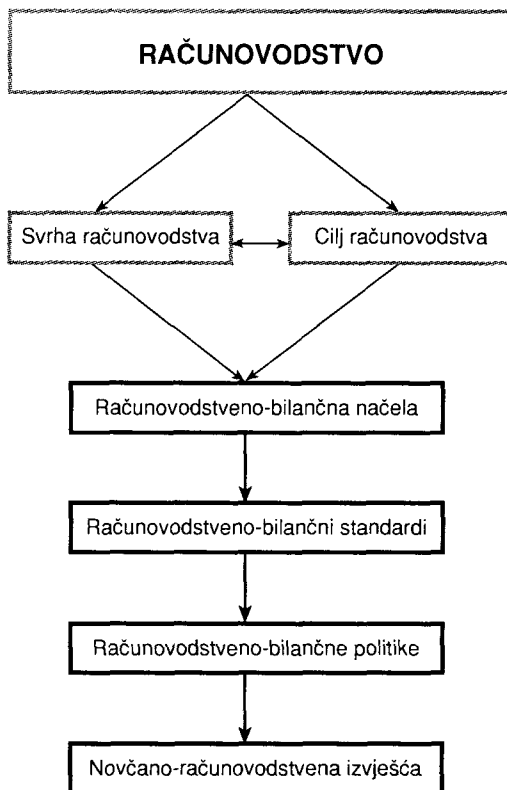 RAČUNOVODSTVO
Svrha računovodstva
Cilj računovodstva
Računovodstveno-bilančna načela
Računovodstveno-bilančni standardi
Računovodstveno-bilančne politike
Novčano-računovodstvena izvješća